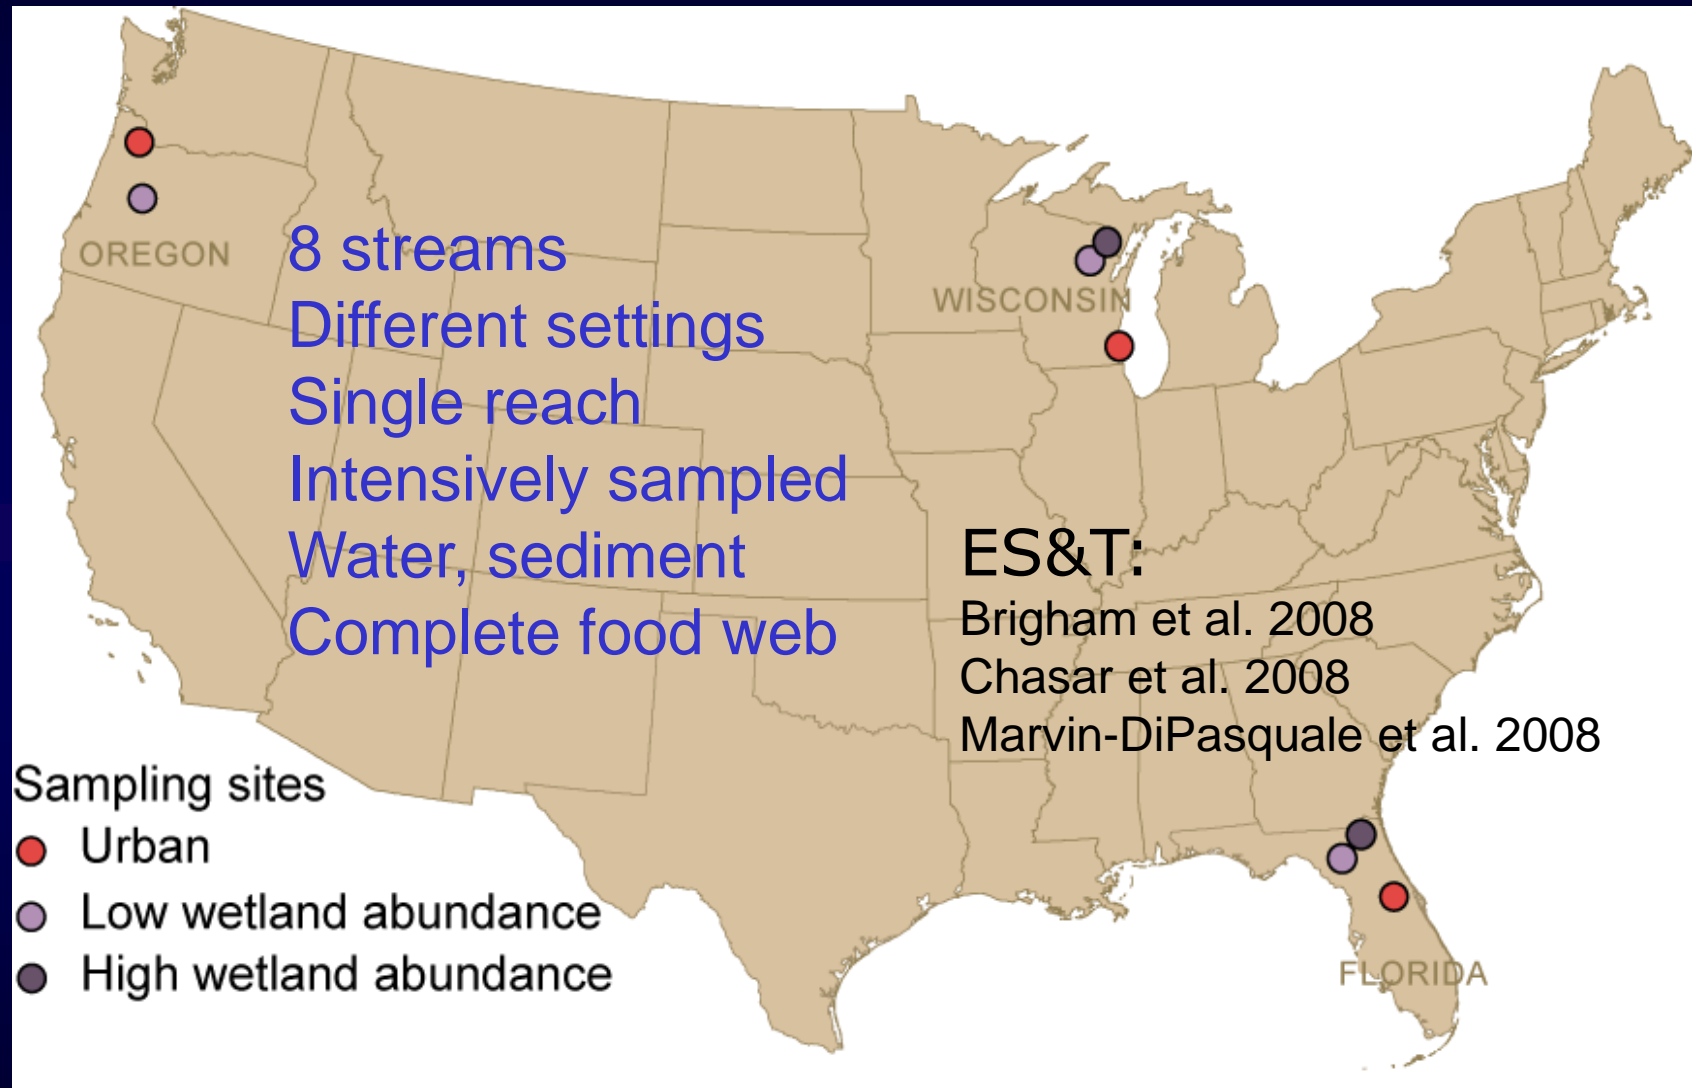 OREGON
WISCONSIN
8 streams
Different settings
Single reach
Intensively sampled
Water, sediment
Complete food web
ES&T:
Brigham et al. 2008
Chasar et al. 2008
Marvin-DiPasquale et al. 2008
Sampling sites
Urban
Low wetland abundance
High wetland abundance
FLORIDA